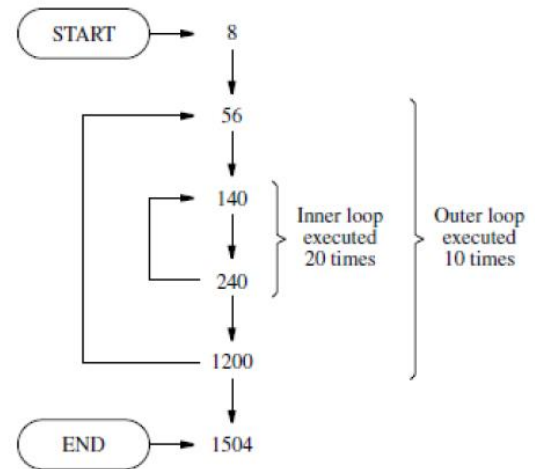 START
8
56
140
Inner loop
executed
20 times
Outer loop
executed
10 times
240
1200
END
1504